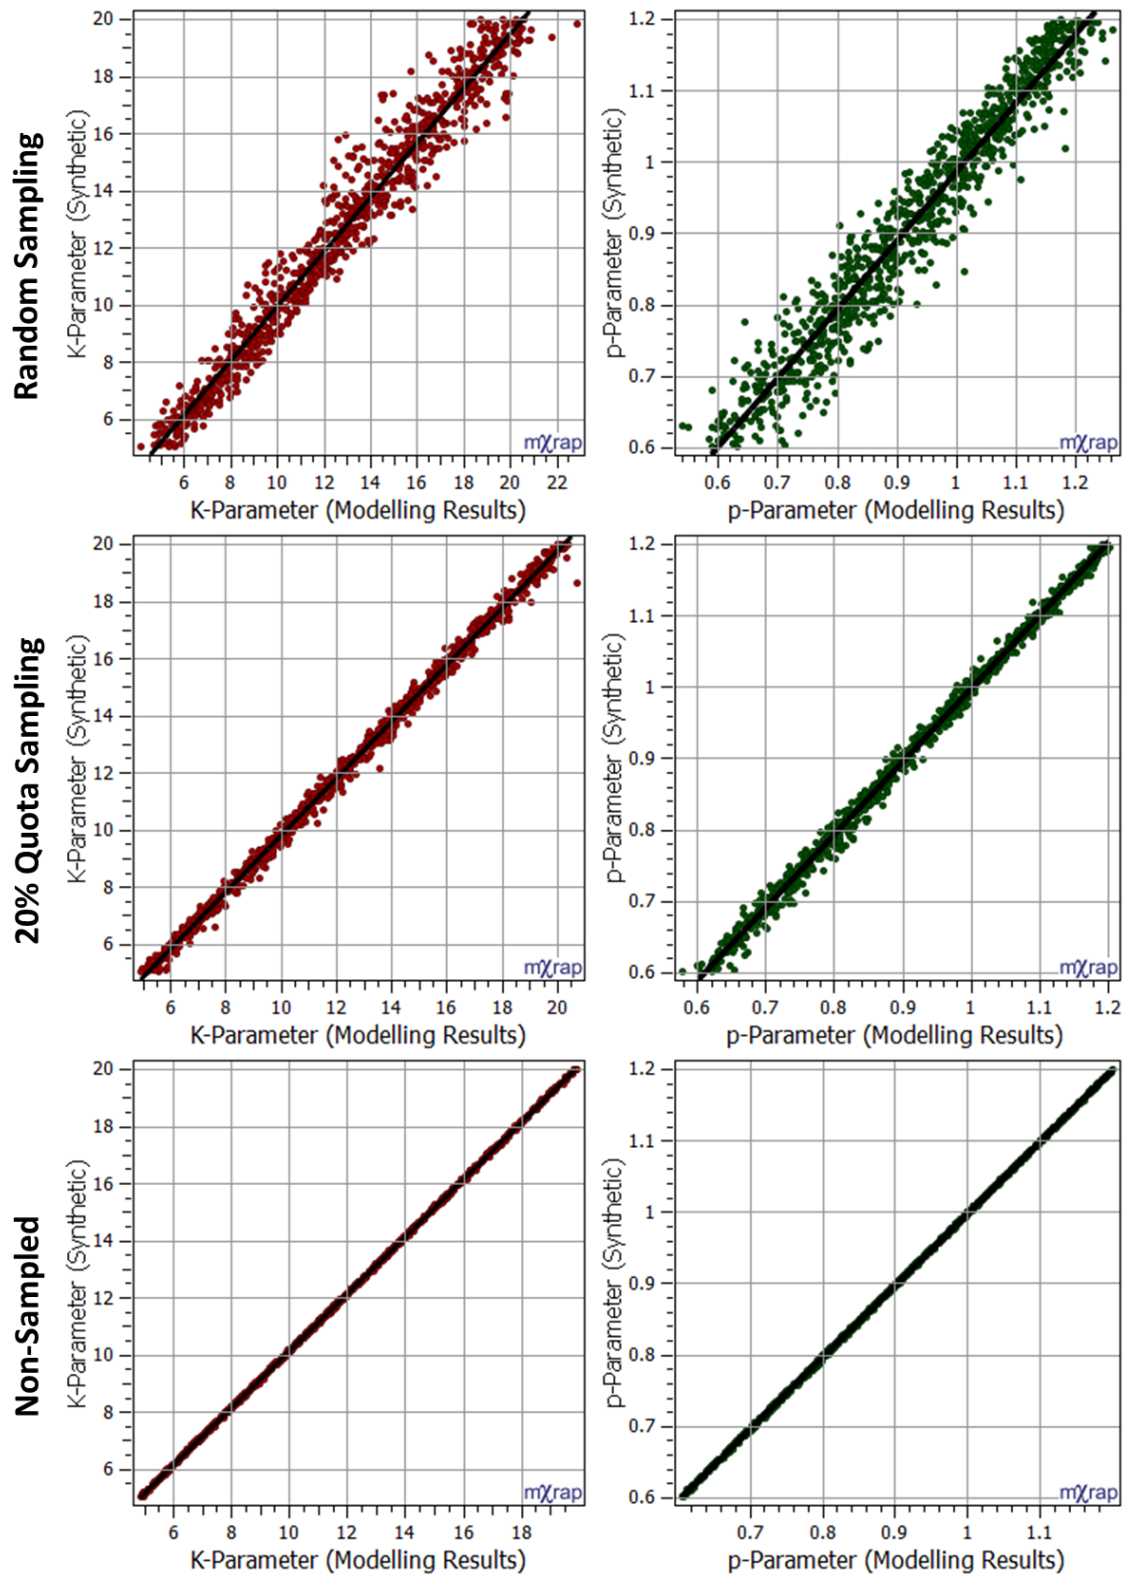 Random Sampling
K-Parameter (Synthetic)
20
18
16
14
12
10
8
6
6 8 10 12 14 16 18 20 22
K-Parameter (Modelling Results)
mχrap
p-Parameter (Synthetic)
1.2
1.1
1
0.9
0.8
0.7
0.6
0.6 0.7 0.8 0.9 1 1.1 1.2
p-Parameter (Modelling Results)
mχrap
20% Quota Sampling
K-Parameter (Synthetic)
20
18
16
14
12
10
8
6
6 8 10 12 14 16 18 20
K-Parameter (Modelling Results)
mχrap
p-Parameter (Synthetic)
1.2
1.1
1
0.9
0.8
0.7
0.6
0.6 0.7 0.8 0.9 1 1.1 1.2
p-Parameter (Modelling Results)
mχrap
Non-Sampled
K-Parameter (Synthetic)
20
18
16
14
12
10
8
6
6 8 10 12 14 16 18
K-Parameter (Modelling Results)
mχrap
p-Parameter (Synthetic)
1.2
1.1
1
0.9
0.8
0.7
0.6
0.7 0.8 0.9 1 1.1
p-Parameter (Modelling Results)
mχrap